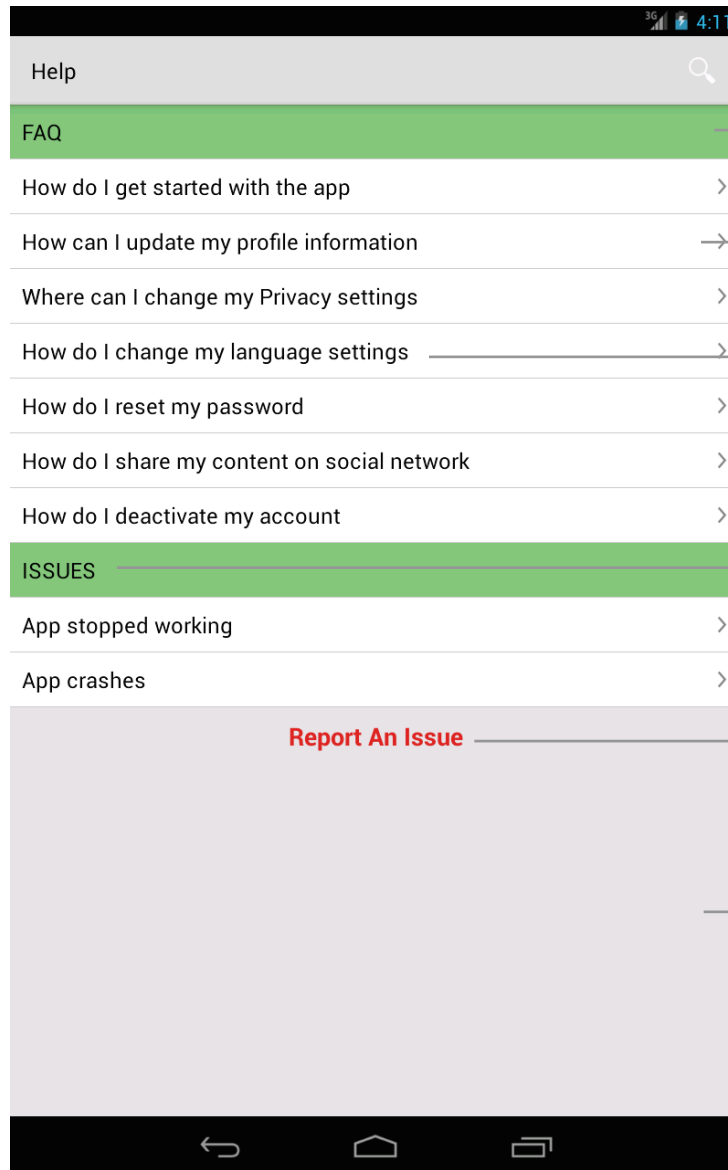 3G 4:11
Help
FAQ
How do I get started with the app
How can I update my profile information
Where can I change my Privacy settings
How do I change my language settings
How do I reset my password
How do I share my content on social network
How do I deactivate my account
ISSUES
App stopped working
App crashes
Report An Issue